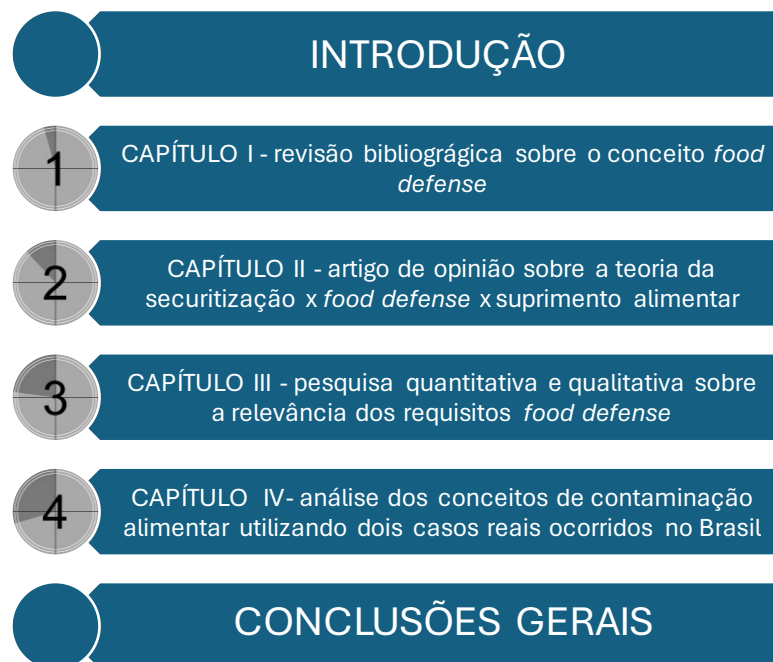 INTRODUÇÃO
1
CAPÍTULO I - revisão bibliográgica sobre o conceito food
defense
2
CAPÍTULO II - artigo de opinião sobre a teoria da
securitização x food defense x suprimento alimentar
3
CAPÍTULO III - pesquisa quantitativa e qualitativa sobre
a relevância dos requisitos food defense
4
CAPÍTULO IV- análise dos conceitos de contaminação
alimentar utilizando dois casos reais ocorridos no Brasil
CONCLUSÕES GERAIS